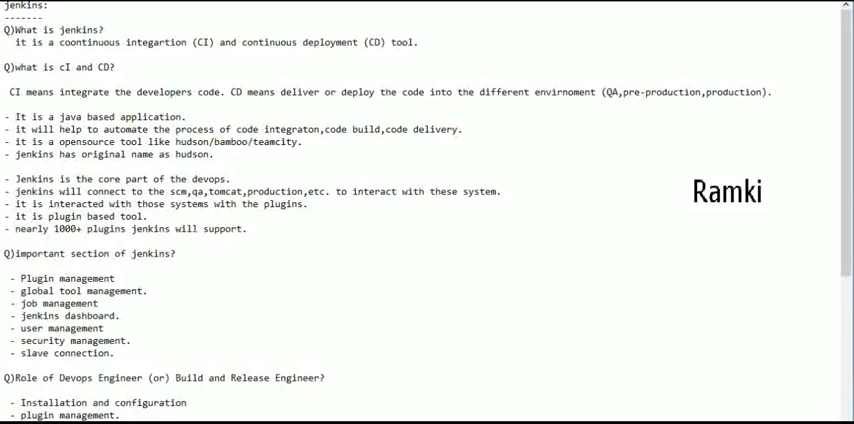 jenkins:
-------
Q)What is jenkins?
it is a coontinuous integartion (CI) and continuous deployment (CD) tool.
Q)what is cI and CD?
CI means integrate the developers code. CD means deliver or deploy the code into the different envirnoment (QA,pre-production,production).
- It is a java based application.
- it will help to automate the process of code integraton,code build,code delivery.
- it is a opensource tool like hudson/bamboo/teamcity.
- jenkins has original name as hudson.
- Jenkins is the core part of the devops.
- jenkins will connect to the scm,qa,tomcat,production,etc. to interact with these system.
- it is interacted with those systems with the plugins.
- it is plugin based tool.
- nearly 1000+ plugins jenkins will support.
Ramki
Q)important section of jenkins?
- Plugin management
- global tool management.
- job management
- jenkins dashboard.
- user management
- security management.
- slave connection.
Q)Role of Devops Engineer (or) Build and Release Engineer?
- Installation and configuration
- plugin management.